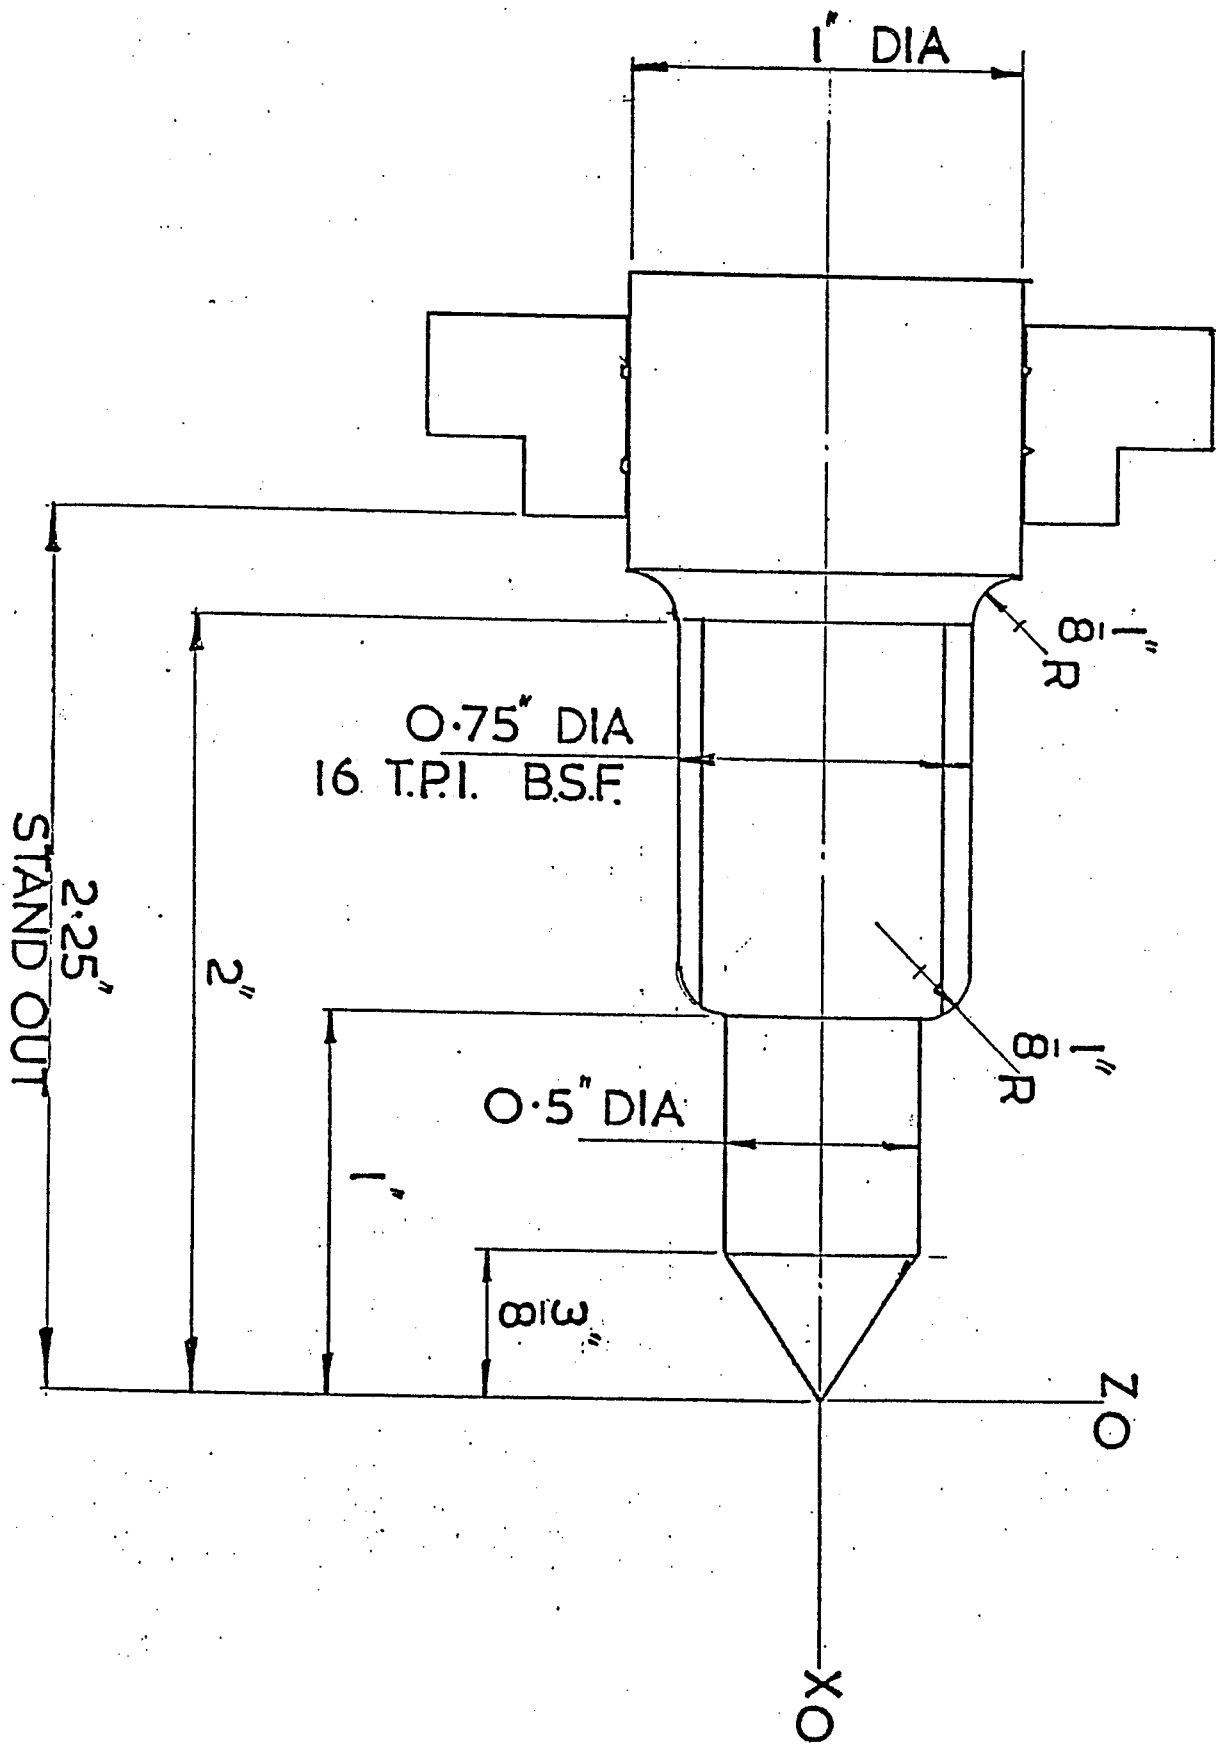 1" DIA
1/8" R
0.75" DIA
16 T.P.I. B.S.F.
2.25"
STAND OUT
2"
1/8" R
0.5" DIA
1"
3/8"
ZO
XO